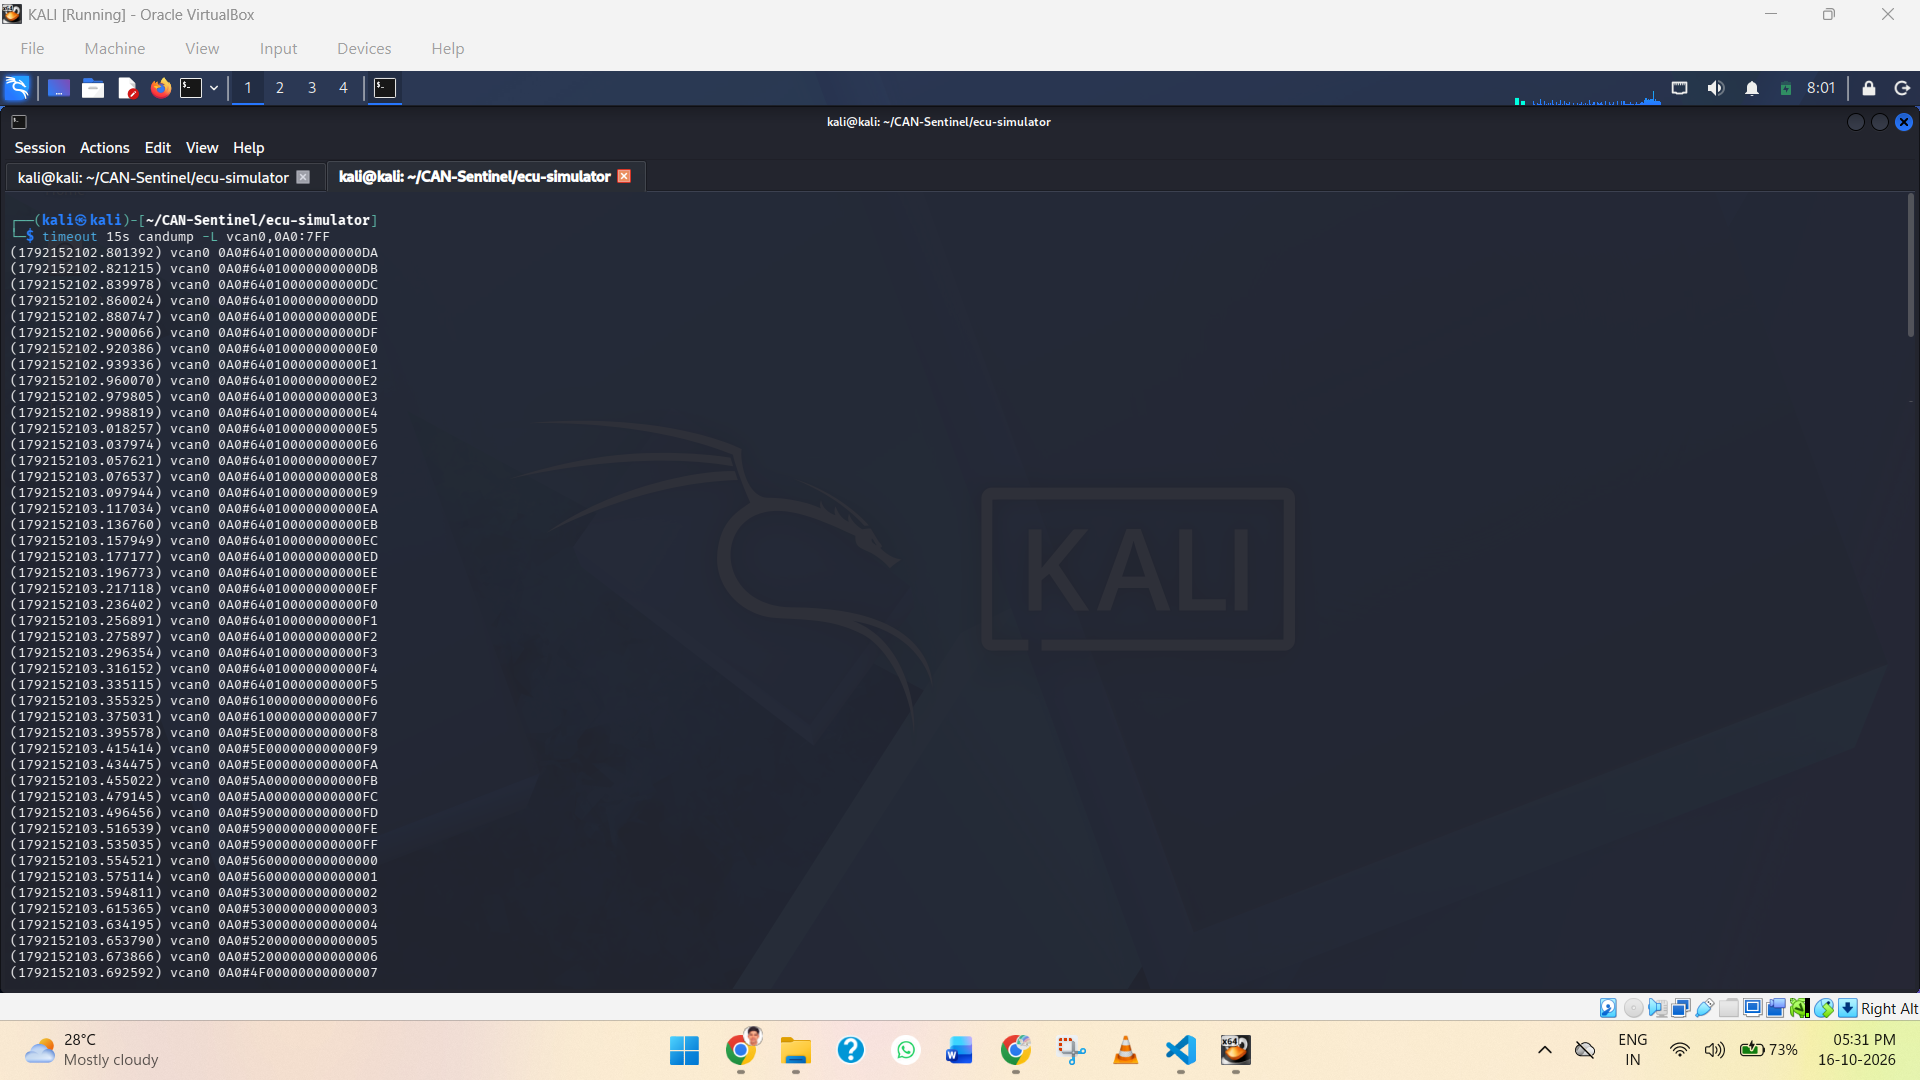 KALI [Running] - Oracle VirtualBox
File Machine View Input Devices Help
1 2 3 4 8:01
kali@kali: ~/CAN-Sentinel/ecu-simulator
Session Actions Edit View Help
kali@kali: ~/CAN-Sentinel/ecu-simulator kali@kali: ~/CAN-Sentinel/ecu-simulator
┌──(kali㉿kali)-[~/CAN-Sentinel/ecu-simulator]
└─$ timeout 15s candump -L vcan0,0A0:7FF
(1792152102.801392) vcan0 0A0#64010000000000DA
(1792152102.821215) vcan0 0A0#64010000000000DB
(1792152102.839978) vcan0 0A0#64010000000000DC
(1792152102.860024) vcan0 0A0#64010000000000DD
(1792152102.880747) vcan0 0A0#64010000000000DE
(1792152102.900066) vcan0 0A0#64010000000000DF
(1792152102.920386) vcan0 0A0#64010000000000E0
(1792152102.939336) vcan0 0A0#64010000000000E1
(1792152102.960070) vcan0 0A0#64010000000000E2
(1792152102.979805) vcan0 0A0#64010000000000E3
(1792152102.998819) vcan0 0A0#64010000000000E4
(1792152103.018257) vcan0 0A0#64010000000000E5
(1792152103.037974) vcan0 0A0#64010000000000E6
(1792152103.057621) vcan0 0A0#64010000000000E7
(1792152103.076537) vcan0 0A0#64010000000000E8
(1792152103.097944) vcan0 0A0#64010000000000E9
(1792152103.117034) vcan0 0A0#64010000000000EA
(1792152103.136760) vcan0 0A0#64010000000000EB
(1792152103.157949) vcan0 0A0#64010000000000EC
(1792152103.177177) vcan0 0A0#64010000000000ED
(1792152103.196773) vcan0 0A0#64010000000000EE
(1792152103.217118) vcan0 0A0#64010000000000EF
(1792152103.236402) vcan0 0A0#64010000000000F0
(1792152103.256891) vcan0 0A0#64010000000000F1
(1792152103.275897) vcan0 0A0#64010000000000F2
(1792152103.296354) vcan0 0A0#64010000000000F3
(1792152103.316152) vcan0 0A0#64010000000000F4
(1792152103.335115) vcan0 0A0#64010000000000F5
(1792152103.355325) vcan0 0A0#61000000000000F6
(1792152103.375031) vcan0 0A0#61000000000000F7
(1792152103.395578) vcan0 0A0#5E000000000000F8
(1792152103.415414) vcan0 0A0#5E000000000000F9
(1792152103.434475) vcan0 0A0#5E000000000000FA
(1792152103.455022) vcan0 0A0#5A000000000000FB
(1792152103.479145) vcan0 0A0#5A000000000000FC
(1792152103.496456) vcan0 0A0#59000000000000FD
(1792152103.516539) vcan0 0A0#59000000000000FE
(1792152103.535035) vcan0 0A0#59000000000000FF
(1792152103.554521) vcan0 0A0#5600000000000000
(1792152103.575114) vcan0 0A0#5600000000000001
(1792152103.594811) vcan0 0A0#5300000000000002
(1792152103.615365) vcan0 0A0#5300000000000003
(1792152103.634195) vcan0 0A0#5300000000000004
(1792152103.653790) vcan0 0A0#5200000000000005
(1792152103.673866) vcan0 0A0#5200000000000006
(1792152103.692592) vcan0 0A0#4F00000000000007
KALI
Right Alt
28°C
Mostly cloudy
ENG
IN
73%
05:31 PM
16-10-2026